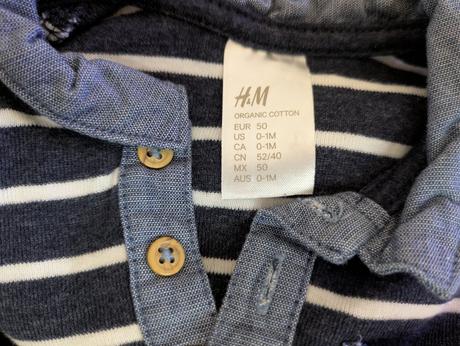 H&M
ORGANIC COTTON
EUR 50
US 0-1M
CA 0-1M
CN 52/40
MX 50
AUS 0-1M